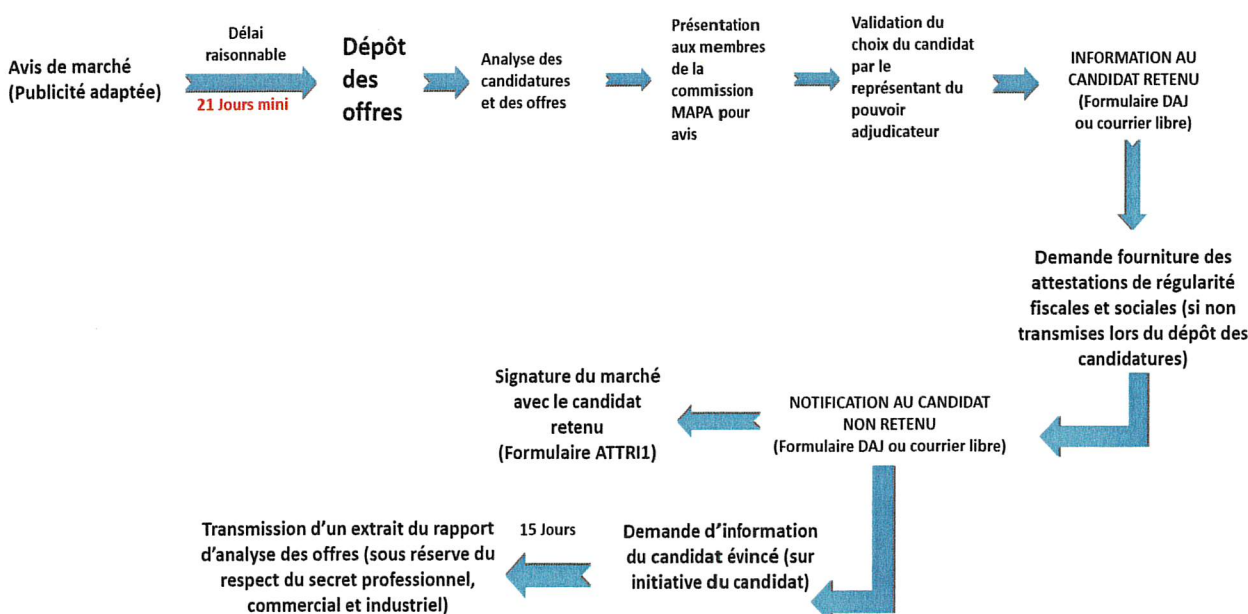 Avis de marché
(Publicité adaptée)
Délai
raisonnable
21 Jours mini
Dépôt
des
offres
Analyse des
candidatures
et des offres
Présentation
aux membres
de la
commission
MAPA pour
avis
Validation du
choix du candidat
par le
représentant du
pouvoir
adjudicateur
INFORMATION AU
CANDIDAT RETENU
(Formulaire DAJ
ou courrier libre)
Demande fourniture des
attestations de régularité
fiscales et sociales (si non
transmises lors du dépôt des
candidatures)
NOTIFICATION AU CANDIDAT
NON RETENU
(Formulaire DAJ ou courrier libre)
Signature du marché
avec le candidat
retenu
(Formulaire ATTRI1)
Demande d'information
du candidat évincé (sur
initiative du candidat)
15 Jours
Transmission d'un extrait du rapport
d'analyse des offres (sous réserve du
respect du secret professionnel,
commercial et industriel)